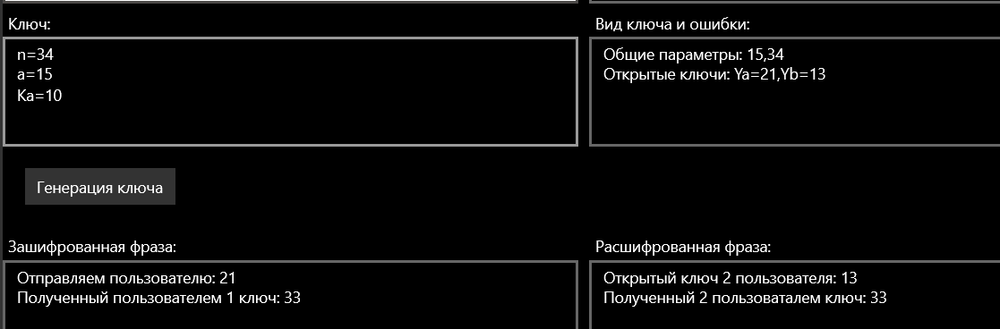 Ключ:
n=34
a=15
Ka=10
Вид ключа и ошибки:
Общие параметры: 15,34
Открытые ключи: Ya=21,Yb=13
Генерация ключа
Зашифрованная фраза:
Отправляем пользователю: 21
Полученный пользователем 1 ключ: 33
Расшифрованная фраза:
Открытый ключ 2 пользователя: 13
Полученный 2 пользоваталем ключ: 33